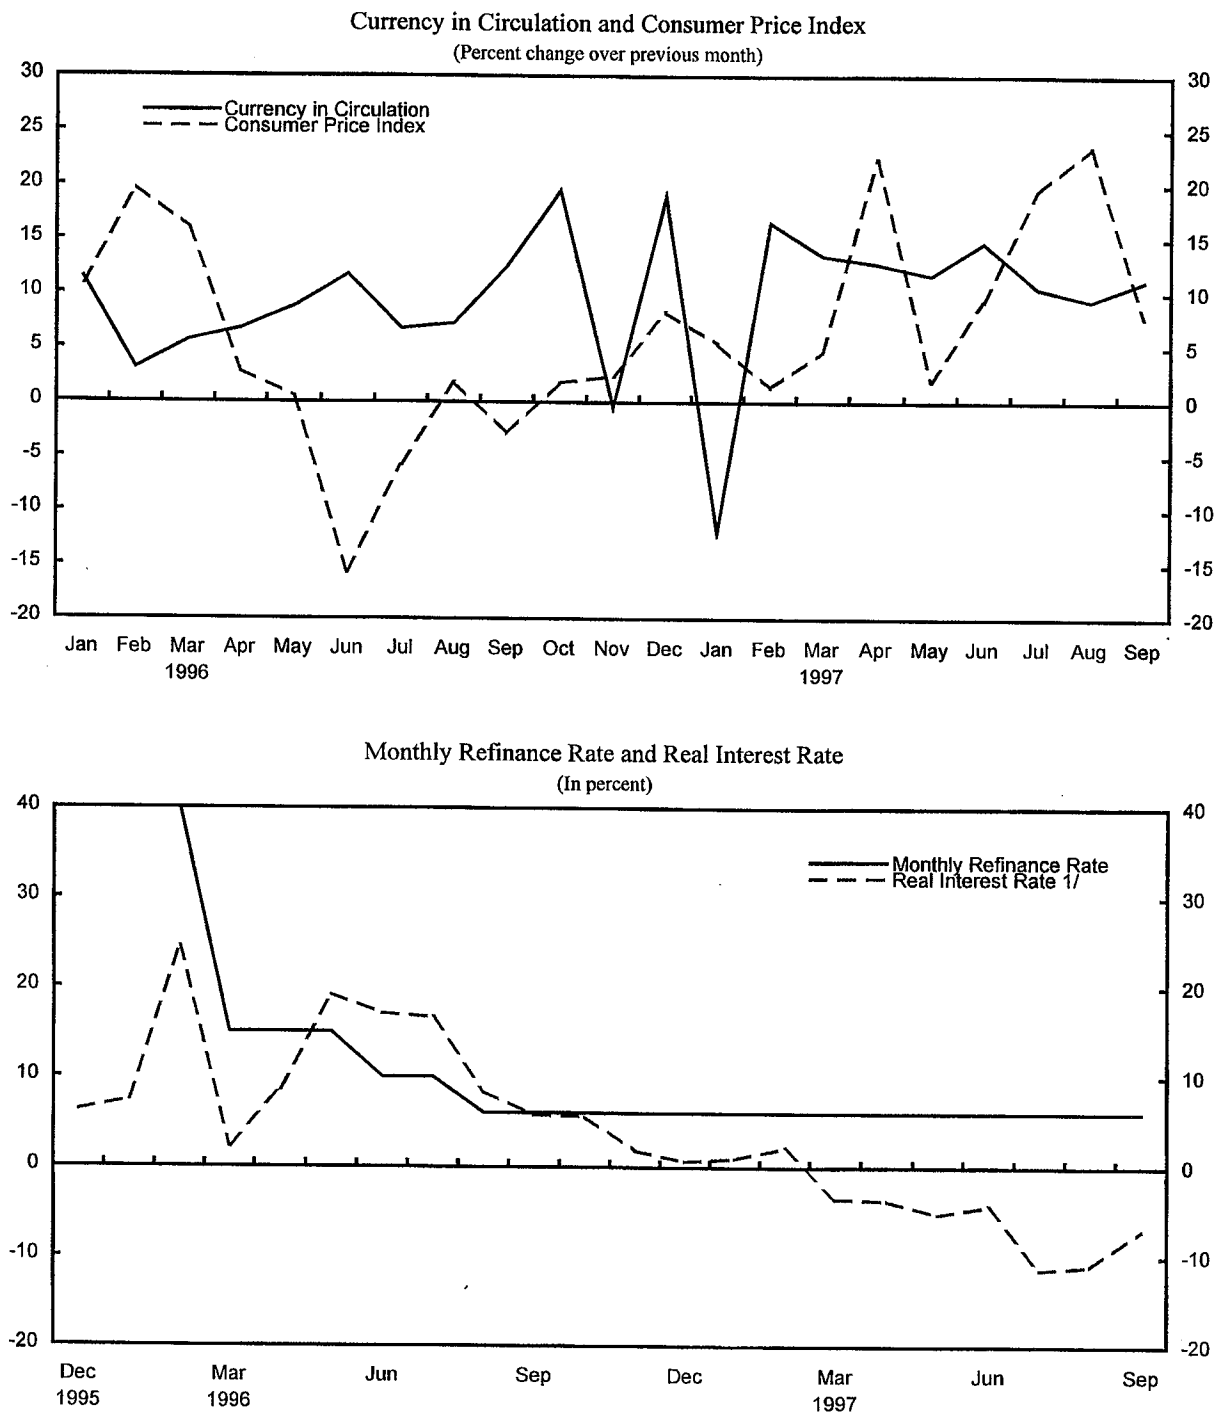 Currency in Circulation and Consumer Price Index
(Percent change over previous month)
30 30
Currency in Circulation
Consumer Price Index
25 25
20 20
15 15
10 10
5 5
0 0
-5 -5
-10 -10
-15 -15
-20 -20
Jan Feb Mar Apr May Jun Jul Aug Sep Oct Nov Dec Jan Feb Mar Apr May Jun Jul Aug Sep
1996 1997
Monthly Refinance Rate and Real Interest Rate
(In percent)
40 40
Monthly Refinance Rate
Real Interest Rate 1/
30 30
20 20
10 10
0 0
-10 -10
-20 -20
Dec Mar Jun Sep Dec Mar Jun Sep
1995 1996 1997